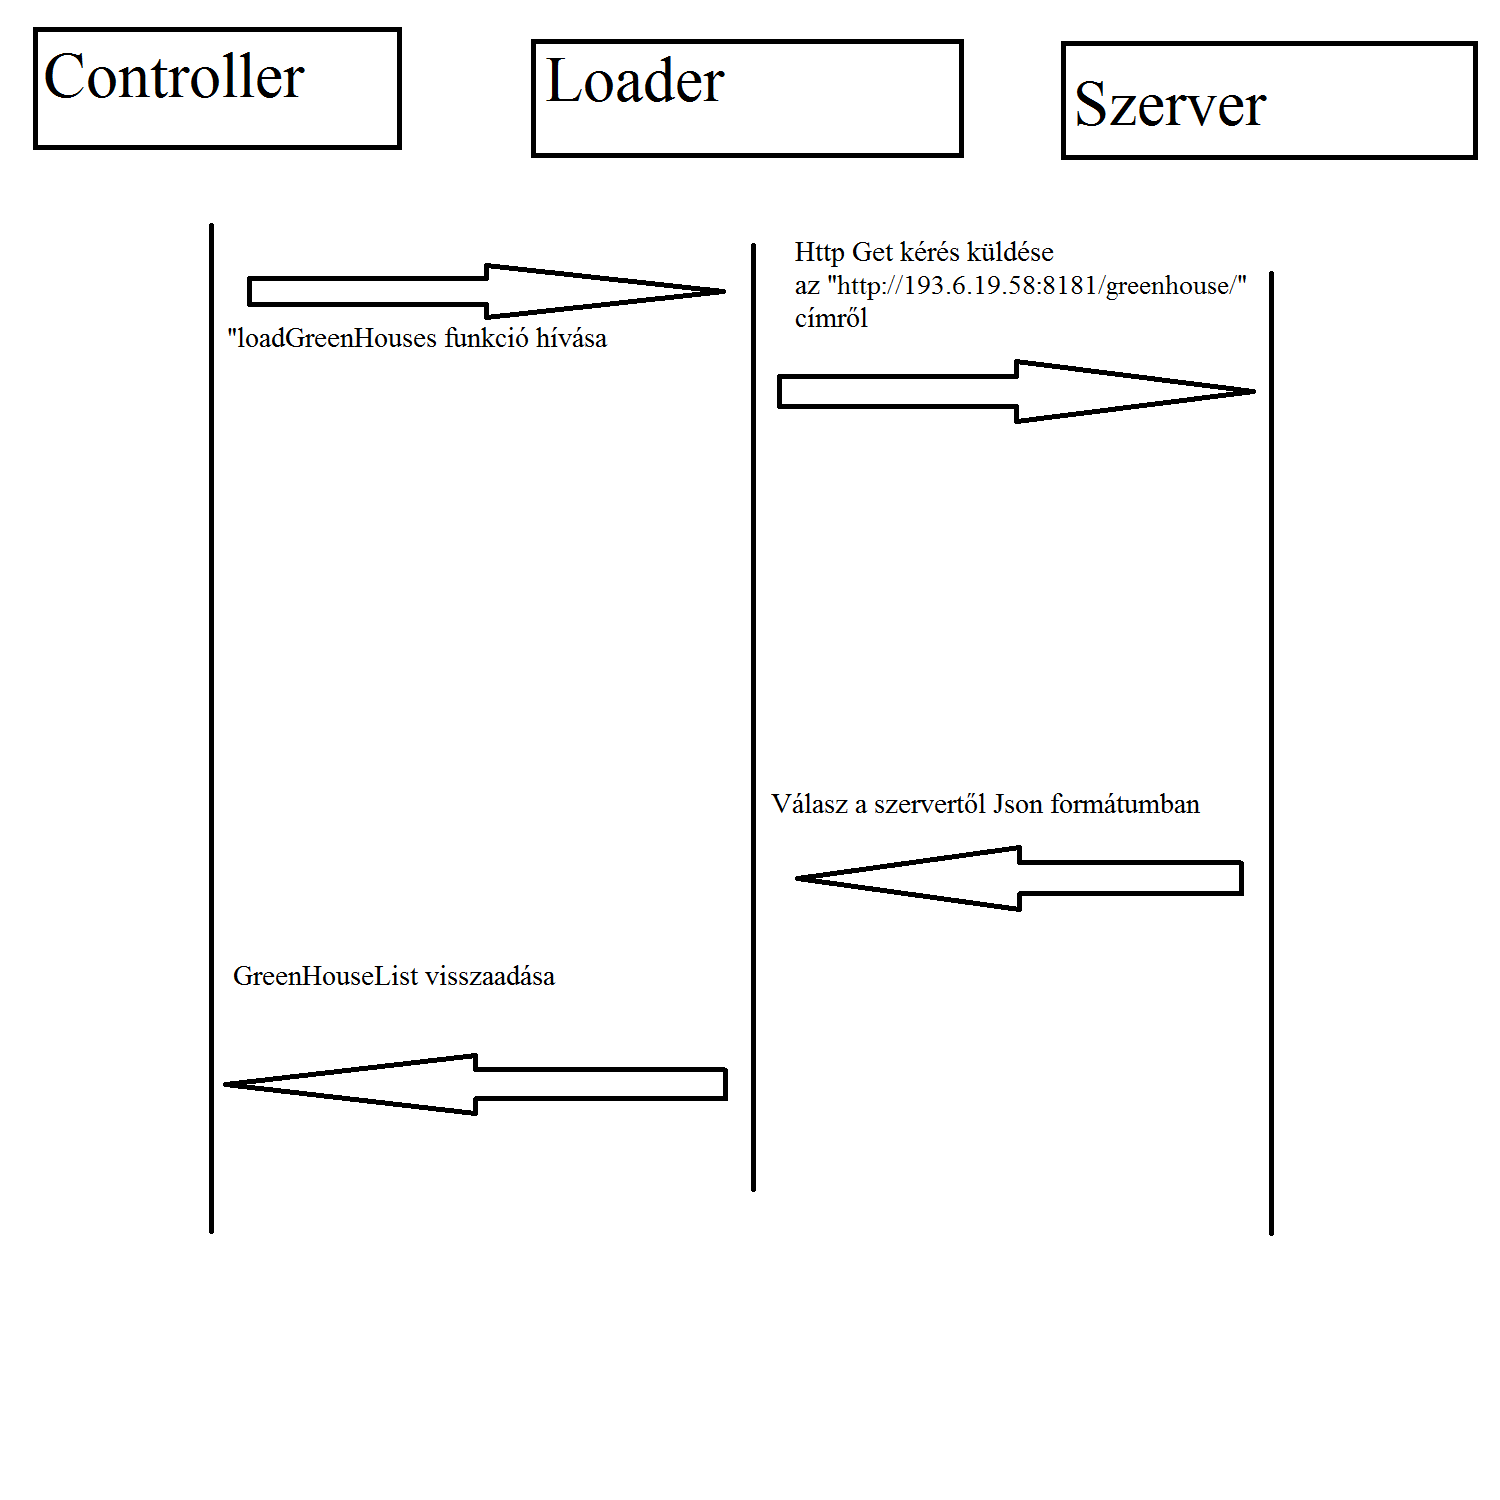 Controller
Loader
Szerver
Http Get kérés küldése
az "http://193.6.19.58:8181/greenhouse/"
címről
"loadGreenHouses funkció hívása
Válasz a szervertől Json formátumban
GreenHouseList visszaadása